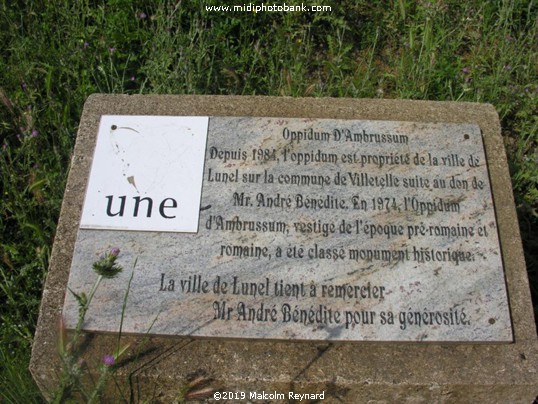 www.midiphotobank.com
une
Oppidum D'Ambrussum
Depuis 1984, l'oppidum est propriété de la ville de
Lunel sur la commune de Villetelle suite au don de
Mr. André Bénédite. En 1974, l'Oppidum
d'Ambrussum, vestige de l'époque pré-romaine et
romaine, a été classé monument historique.
La ville de Lunel tient à remercier
Mr André Bénédite pour sa générosité.
©2019 Malcolm Reynard